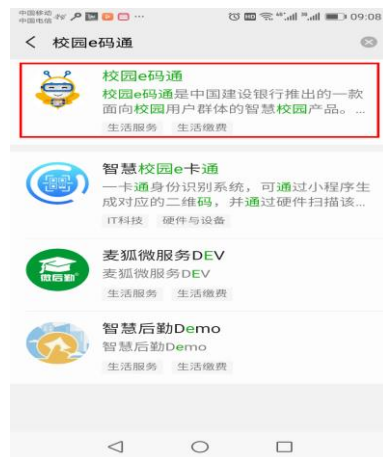 中国移动
中国电信
HD
46
36
09:08
校园e码通
校园e码通
校园e码通是中国建设银行推出的一款
面向校园用户群体的智慧校园产品。...
生活服务 生活缴费
智慧校园e卡通
一卡通身份识别系统，可通过小程序生
成对应的二维码，并通过硬件扫描该...
IT科技 硬件与设备
微后勤
麦狐微服务DEV
麦狐微服务DEV
生活服务 生活缴费
智慧后勤Demo
智慧后勤Demo
生活服务 生活缴费